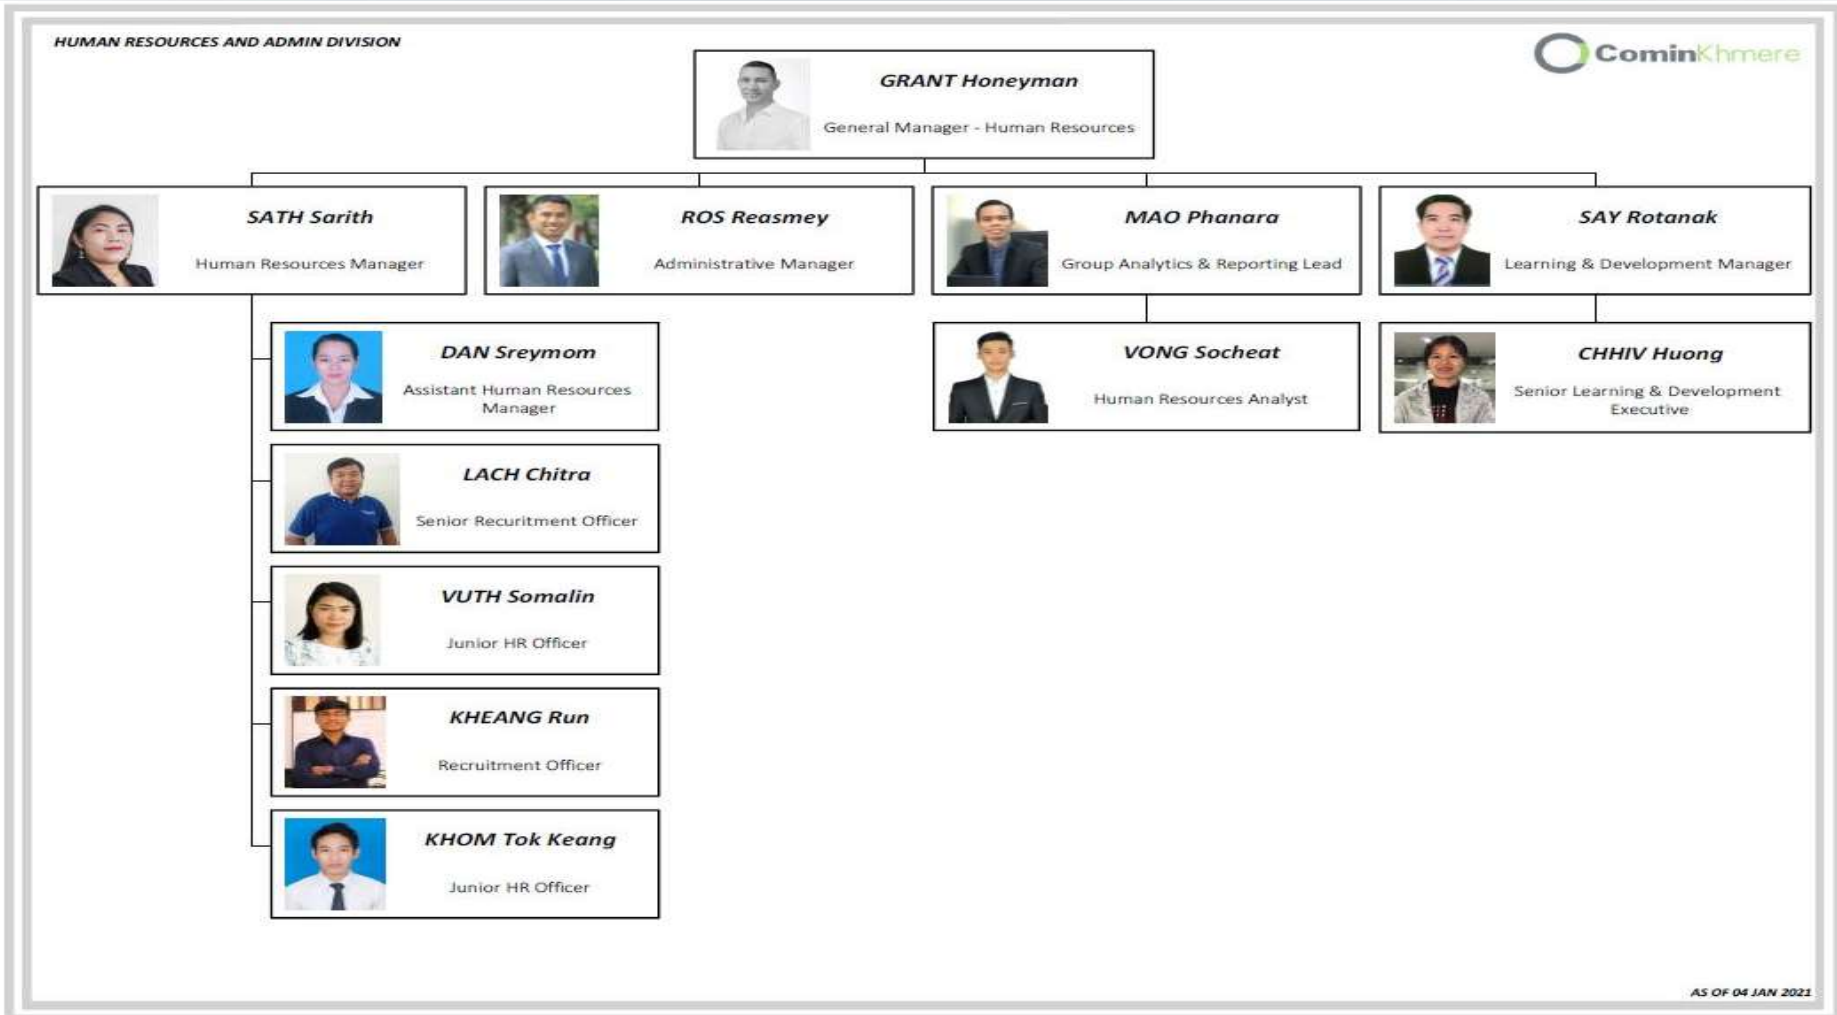 HUMAN RESOURCES AND ADMIN DIVISION
CominKhmere
GRANT Honeyman
General Manager - Human Resources
SATH Sarith
Human Resources Manager
ROS Reasmey
Administrative Manager
MAO Phanara
Group Analytics & Reporting Lead
SAY Rotanak
Learning & Development Manager
DAN Sreymom
Assistant Human Resources
Manager
LACH Chitra
Senior Recuritment Officer
VUTH Somalin
Junior HR Officer
KHEANG Run
Recruitment Officer
KHOM Tok Keang
Junior HR Officer
VONG Socheat
Human Resources Analyst
CHHIV Huong
Senior Learning & Development
Executive
AS OF 04 JAN 2021